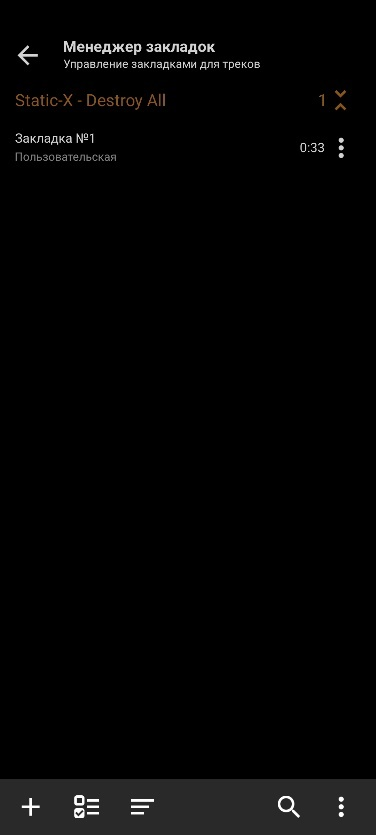 Менеджер закладок
Управление закладками для треков
Static-X - Destroy All 1
Закладка №1
Пользовательская
0:33